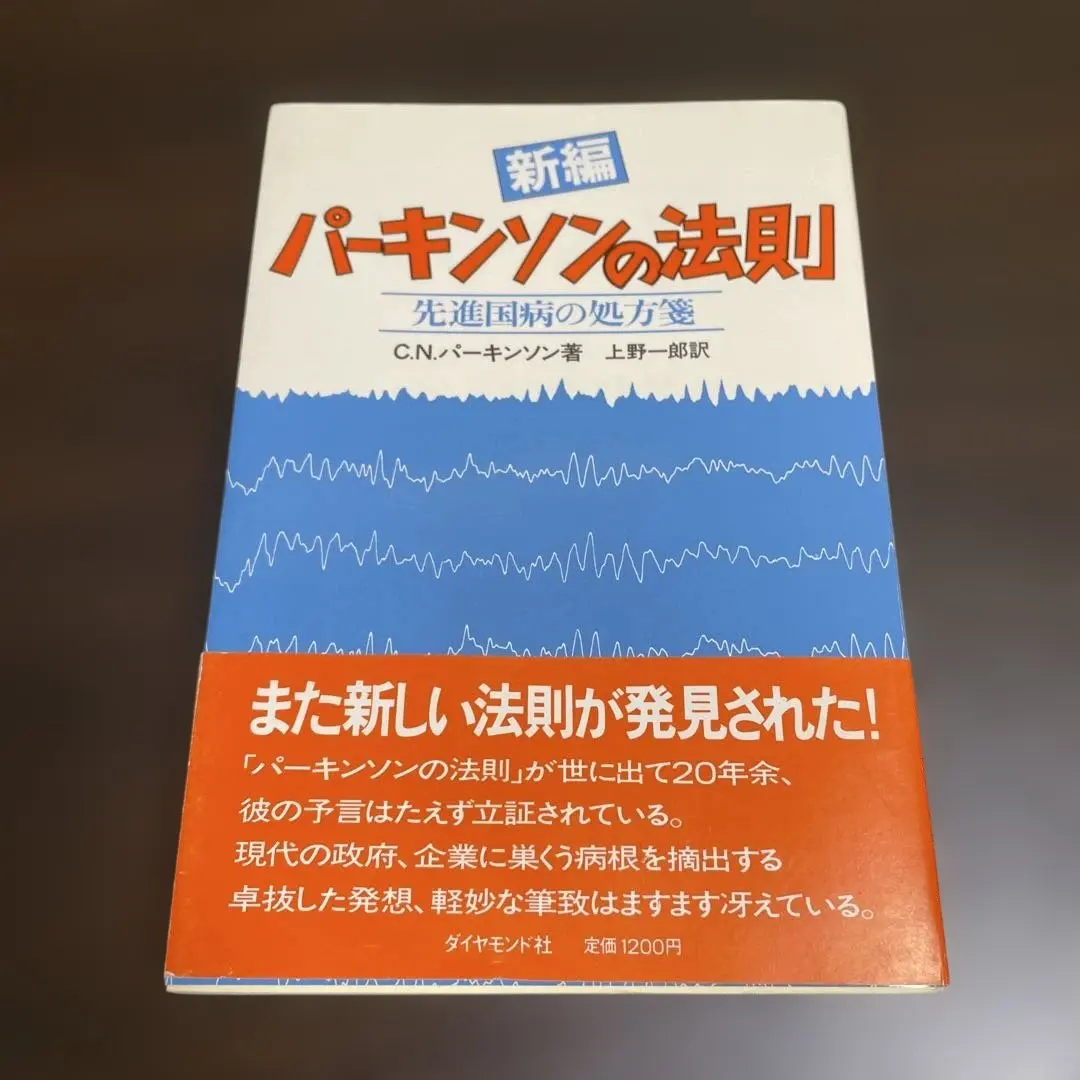 新編
パーキンソンの法則
先進国病の処方箋
C.N.パーキンソン著 上野一郎訳
また新しい法則が発見された!
「パーキンソンの法則」が世に出て20年余、
彼の予言はたえず立証されている。
現代の政府、企業に巣くう病根を摘出する
卓抜した発想、軽妙な筆致はますます冴えている。
ダイヤモンド社 定価1200円